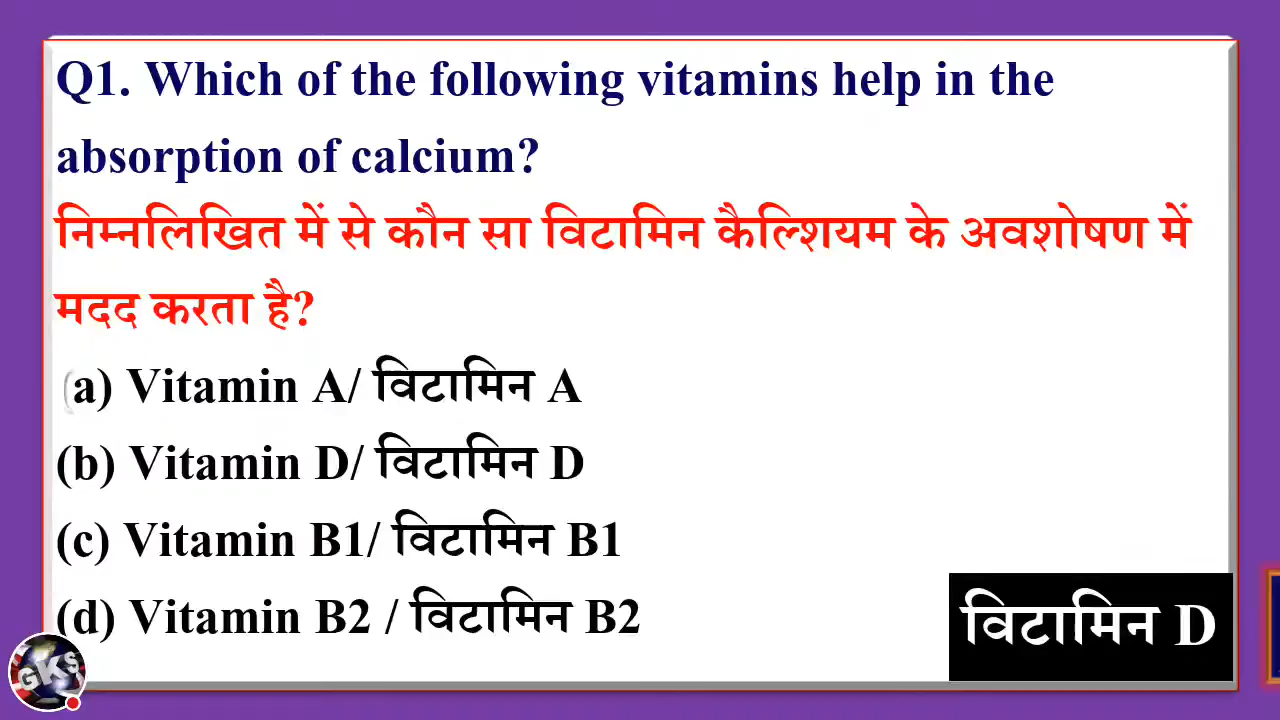 Q1. Which of the following vitamins help in the
absorption of calcium?
निम्नलिखित में से कौन सा विटामिन कैल्शियम के अवशोषण में
मदद करता है?
(a) Vitamin A/ विटामिन A
(b) Vitamin D/ विटामिन D
(c) Vitamin B1/ विटामिन B1
(d) Vitamin B2 / विटामिन B2
विटामिन D
GKS